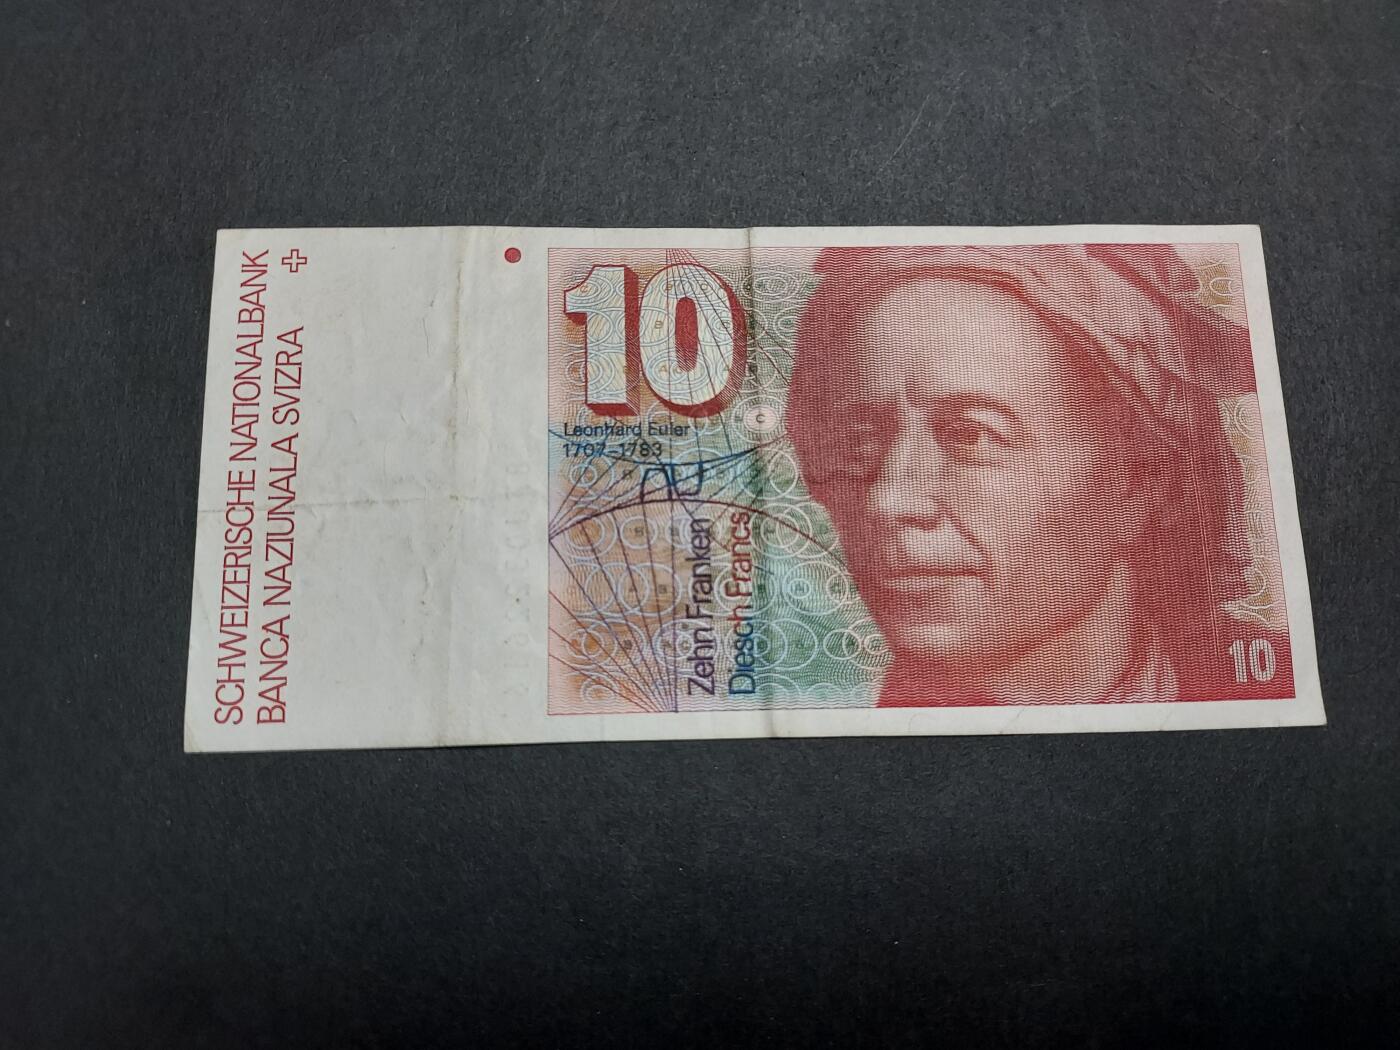 SCHWEIZERISCHE NATIONALBANK
BANCA NAZIUNALA SVIZRA
10
Leonhard Euler
1707–1783
Zehn Franken
Diesch Francs
10